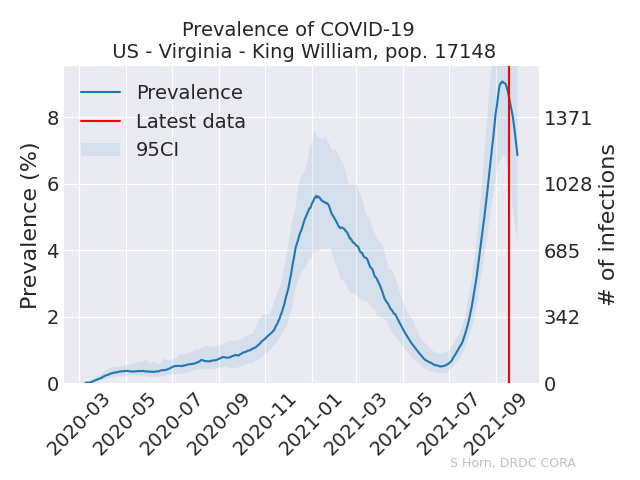 Prevalence of COVID-19
US - Virginia - King William, pop. 17148
Prevalence
Latest data
95CI
Prevalence (%)
8
6
4
2
0
1371
1028
685
342
0
# of infections
2020-03
2020-05
2020-07
2020-09
2020-11
2021-01
2021-03
2021-05
2021-07
2021-09
S Horn, DRDC CORA